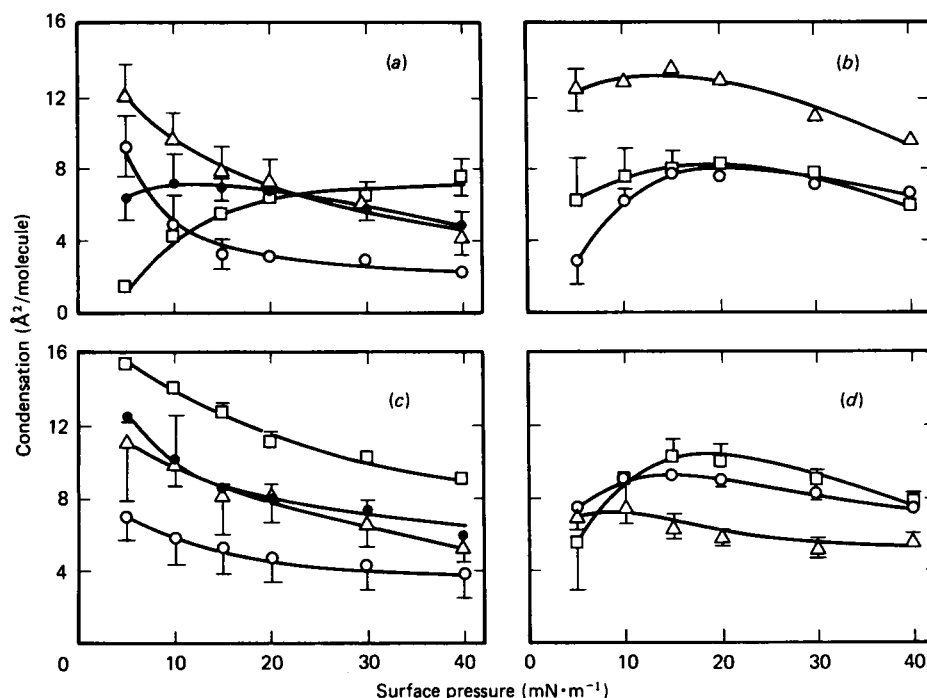 16
12
8
4
0
(a)
(b)
Condensation (Å²/molecule)
16
12
8
4
(c)
(d)
0 10 20 30 40
0 10 20 30 40
Surface pressure (mN·m⁻¹)